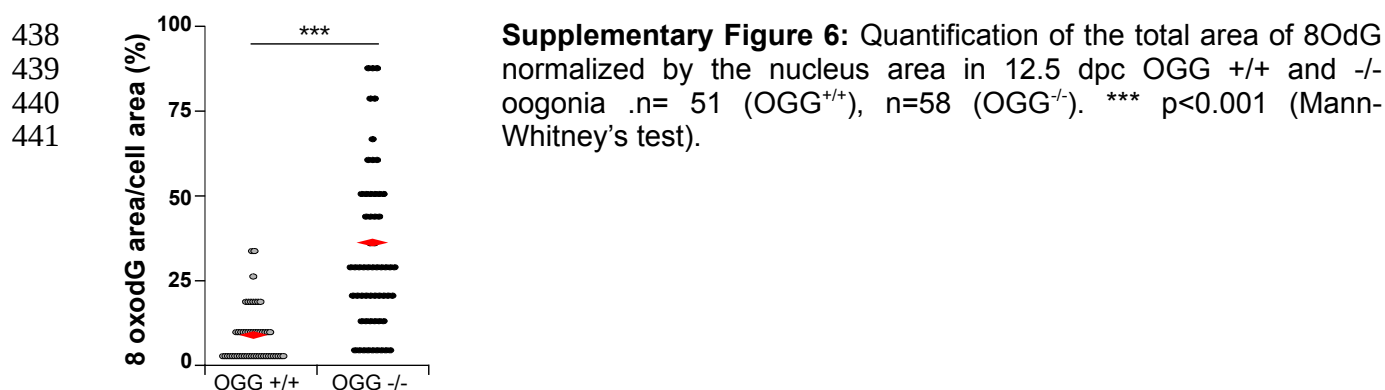 438
439
440
441
100
75
50
25
0
8 oxodG area/cell area (%)
***
OGG +/+ OGG -/-
Supplementary Figure 6: Quantification of the total area of 8OdG
normalized by the nucleus area in 12.5 dpc OGG +/+ and -/-
oogonia .n= 51 (OGG+/+), n=58 (OGG-/-). *** p<0.001 (Mann-
Whitney’s test).